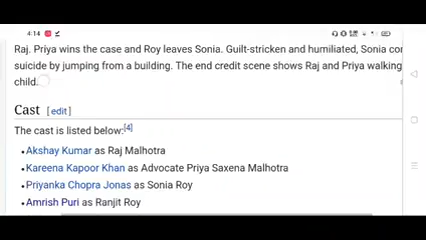 4:14
Raj. Priya wins the case and Roy leaves Sonia. Guilt-stricken and humiliated, Sonia
suicide by jumping from a building. The end credit scene shows Raj and Priya walking
child.
Cast [edit]
The cast is listed below:[4]
•Akshay Kumar as Raj Malhotra
•Kareena Kapoor Khan as Advocate Priya Saxena Malhotra
•Priyanka Chopra Jonas as Sonia Roy
•Amrish Puri as Ranjit Roy